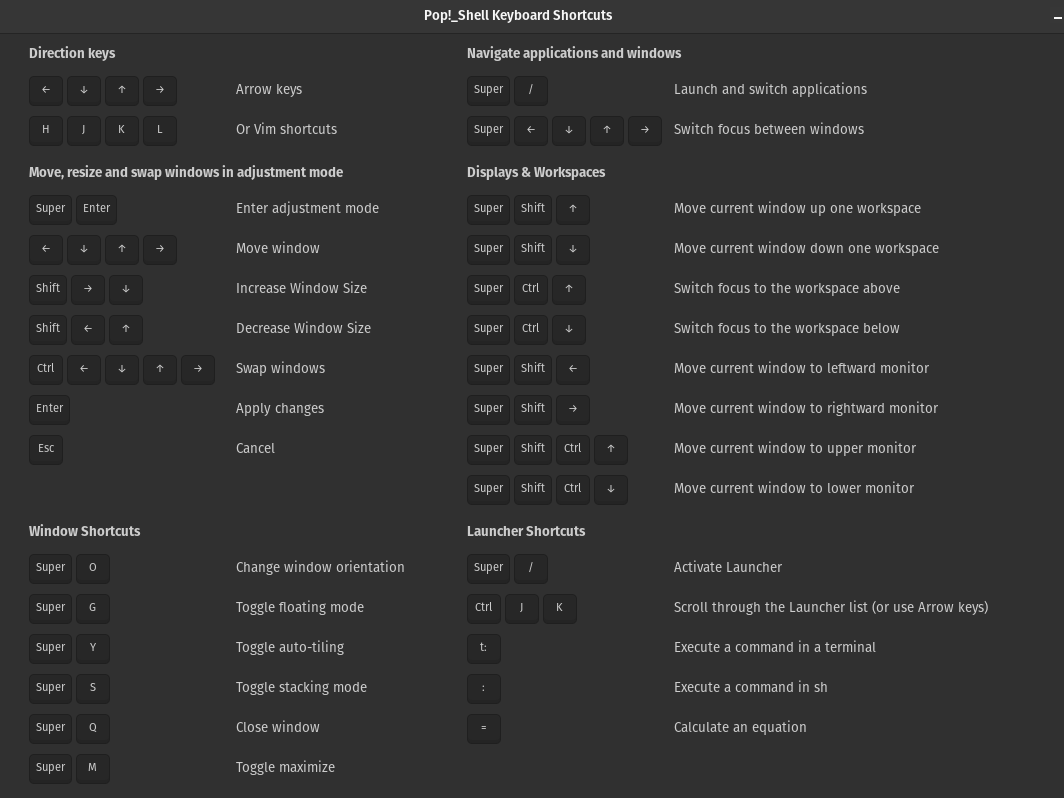 Pop!_Shell Keyboard Shortcuts
Direction keys
← ↓ ↑ → Arrow keys
H J K L Or Vim shortcuts
Navigate applications and windows
Super / Launch and switch applications
Super ← ↓ ↑ → Switch focus between windows
Move, resize and swap windows in adjustment mode
Super Enter Enter adjustment mode
← ↓ ↑ → Move window
Shift → ↓ Increase Window Size
Shift ← ↑ Decrease Window Size
Ctrl ← ↓ ↑ → Swap windows
Enter Apply changes
Esc Cancel
Displays & Workspaces
Super Shift ↑ Move current window up one workspace
Super Shift ↓ Move current window down one workspace
Super Ctrl ↑ Switch focus to the workspace above
Super Ctrl ↓ Switch focus to the workspace below
Super Shift ← Move current window to leftward monitor
Super Shift → Move current window to rightward monitor
Super Shift Ctrl ↑ Move current window to upper monitor
Super Shift Ctrl ↓ Move current window to lower monitor
Window Shortcuts
Super O Change window orientation
Super G Toggle floating mode
Super Y Toggle auto-tiling
Super S Toggle stacking mode
Super Q Close window
Super M Toggle maximize
Launcher Shortcuts
Super / Activate Launcher
Ctrl J K Scroll through the Launcher list (or use Arrow keys)
t: Execute a command in a terminal
: Execute a command in sh
= Calculate an equation